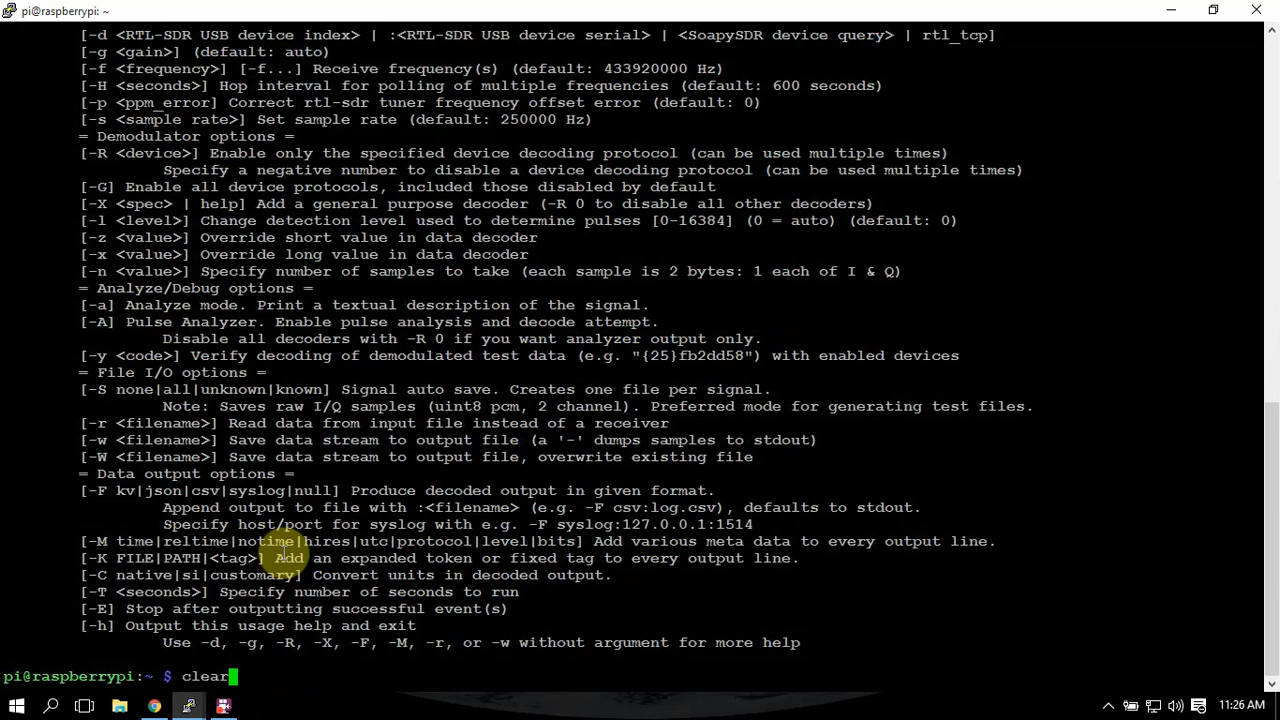 pi@raspberrypi: ~
[-d <RTL-SDR USB device index> | :<RTL-SDR USB device serial> | <SoapySDR device query> | rtl_tcp]
[-g <gain>] (default: auto)
[-f <frequency>] [-f...] Receive frequency(s) (default: 433920000 Hz)
[-H <seconds>] Hop interval for polling of multiple frequencies (default: 600 seconds)
[-p <ppm_error] Correct rtl-sdr tuner frequency offset error (default: 0)
[-s <sample rate>] Set sample rate (default: 250000 Hz)
= Demodulator options =
[-R <device>] Enable only the specified device decoding protocol (can be used multiple times)
Specify a negative number to disable a device decoding protocol (can be used multiple times)
[-G] Enable all device protocols, included those disabled by default
[-X <spec> | help] Add a general purpose decoder (-R 0 to disable all other decoders)
[-l <level>] Change detection level used to determine pulses [0-16384] (0 = auto) (default: 0)
[-z <value>] Override short value in data decoder
[-x <value>] Override long value in data decoder
[-n <value>] Specify number of samples to take (each sample is 2 bytes: 1 each of I & Q)
= Analyze/Debug options =
[-a] Analyze mode. Print a textual description of the signal.
[-A] Pulse Analyzer. Enable pulse analysis and decode attempt.
Disable all decoders with -R 0 if you want analyzer output only.
[-y <code>] Verify decoding of demodulated test data (e.g. "{25}fb2dd58") with enabled devices
= File I/O options =
[-S none|all|unknown|known] Signal auto save. Creates one file per signal.
Note: Saves raw I/Q samples (uint8 pcm, 2 channel). Preferred mode for generating test files.
[-r <filename>] Read data from input file instead of a receiver
[-w <filename>] Save data stream to output file (a '-' dumps samples to stdout)
[-W <filename>] Save data stream to output file, overwrite existing file
= Data output options =
[-F kv|json|csv|syslog|null] Produce decoded output in given format.
Append output to file with :<filename> (e.g. -F csv:log.csv), defaults to stdout.
Specify host/port for syslog with e.g. -F syslog:127.0.0.1:1514
[-M time|reltime|notime|hires|utc|protocol|level|bits] Add various meta data to every output line.
[-K FILE|PATH|<tag>] Add an expanded token or fixed tag to every output line.
[-C native|si|customary] Convert units in decoded output.
[-T <seconds>] Specify number of seconds to run
[-E] Stop after outputting successful event(s)
[-h] Output this usage help and exit
Use -d, -g, -R, -X, -F, -M, -r, or -w without argument for more help
pi@raspberrypi:~ $ clear
11:26 AM